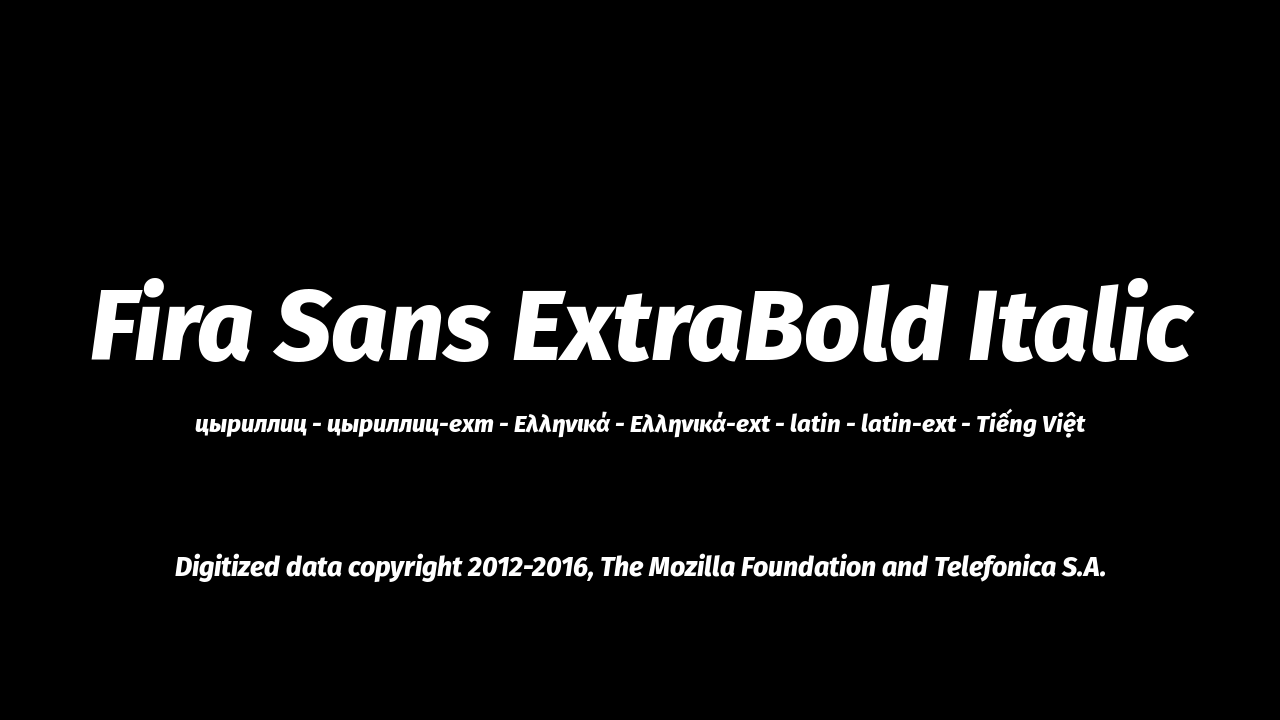 Fira Sans ExtraBold Italic
цыриллиц - цыриллиц-ext - Ελληνικά - Ελληνικά-ext - latin - latin-ext - Tiếng Việt
Digitized data copyright 2012-2016, The Mozilla Foundation and Telefonica S.A.